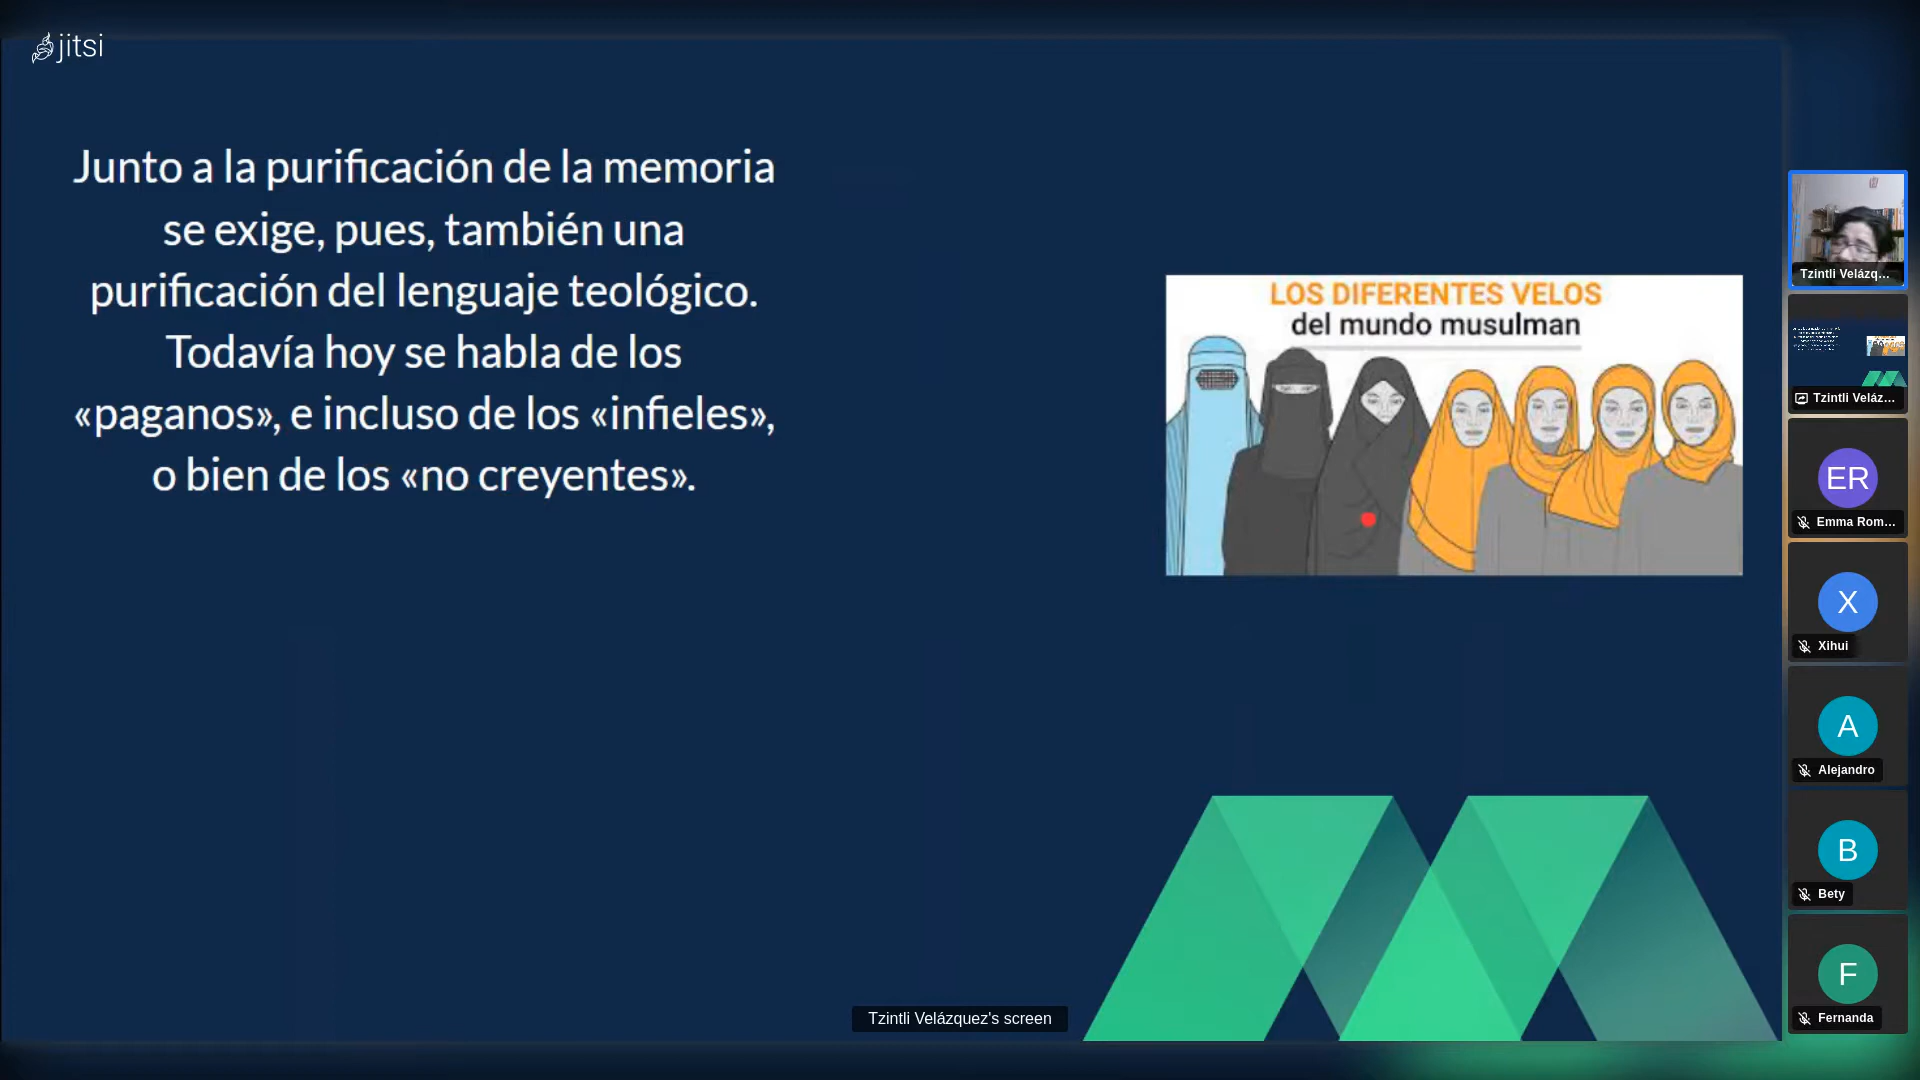 jitsi
Junto a la purificación de la memoria
se exige, pues, también una
purificación del lenguaje teológico.
Todavía hoy se habla de los
«paganos», e incluso de los «infieles»,
o bien de los «no creyentes».
LOS DIFERENTES VELOS
del mundo musulman
Tzintli Velázquez's screen
Tzintli Velázq...
Tzintli Veláz...
ER
Emma Rom...
X
Xihui
A
Alejandro
B
Bety
F
Fernanda